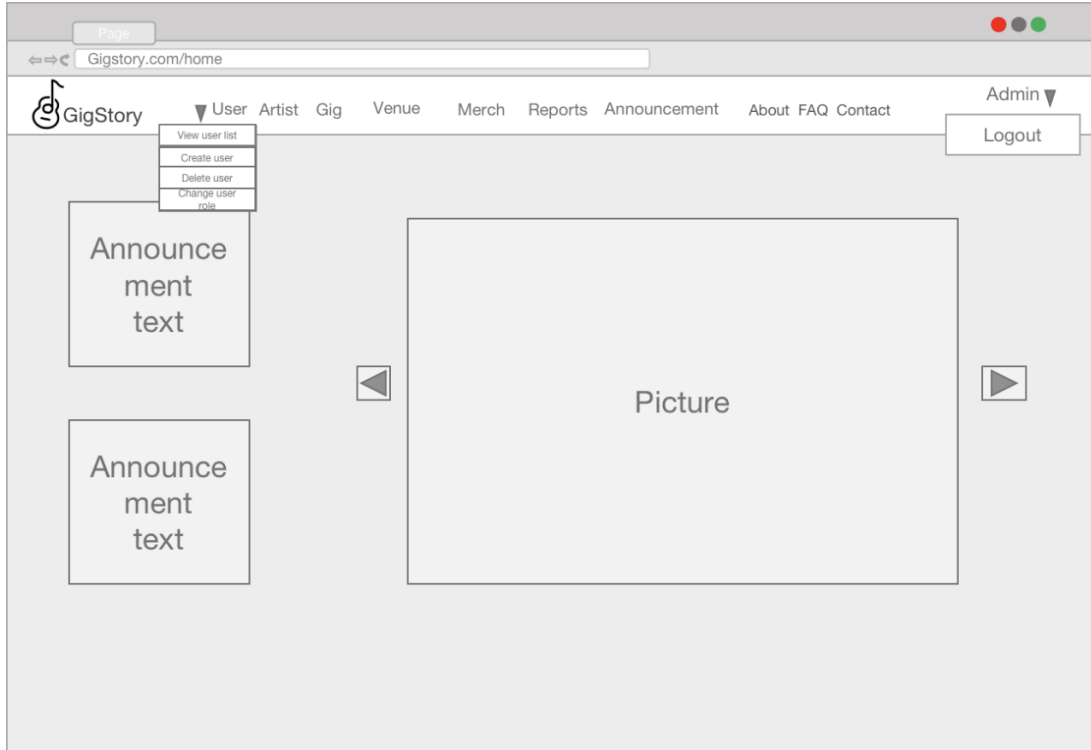 Page
Gigstory.com/home
GigStory
User Artist Gig Venue Merch Reports Announcement About FAQ Contact
Admin
Logout
View user list
Create user
Delete user
Change user
role
Announce
ment
text
Picture
Announce
ment
text